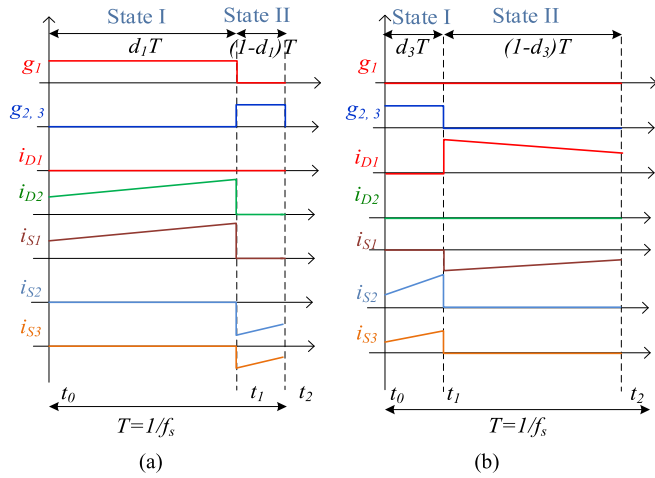 State I State II
d1T (1-d1)T
g1
g2, 3
iD1
iD2
iS1
iS2
iS3
t0 t1 t2
T=1/fs
(a)
State I State II
d3T (1-d3)T
g1
g2, 3
iD1
iD2
iS1
iS2
iS3
t0 t1 t2
T=1/fs
(b)